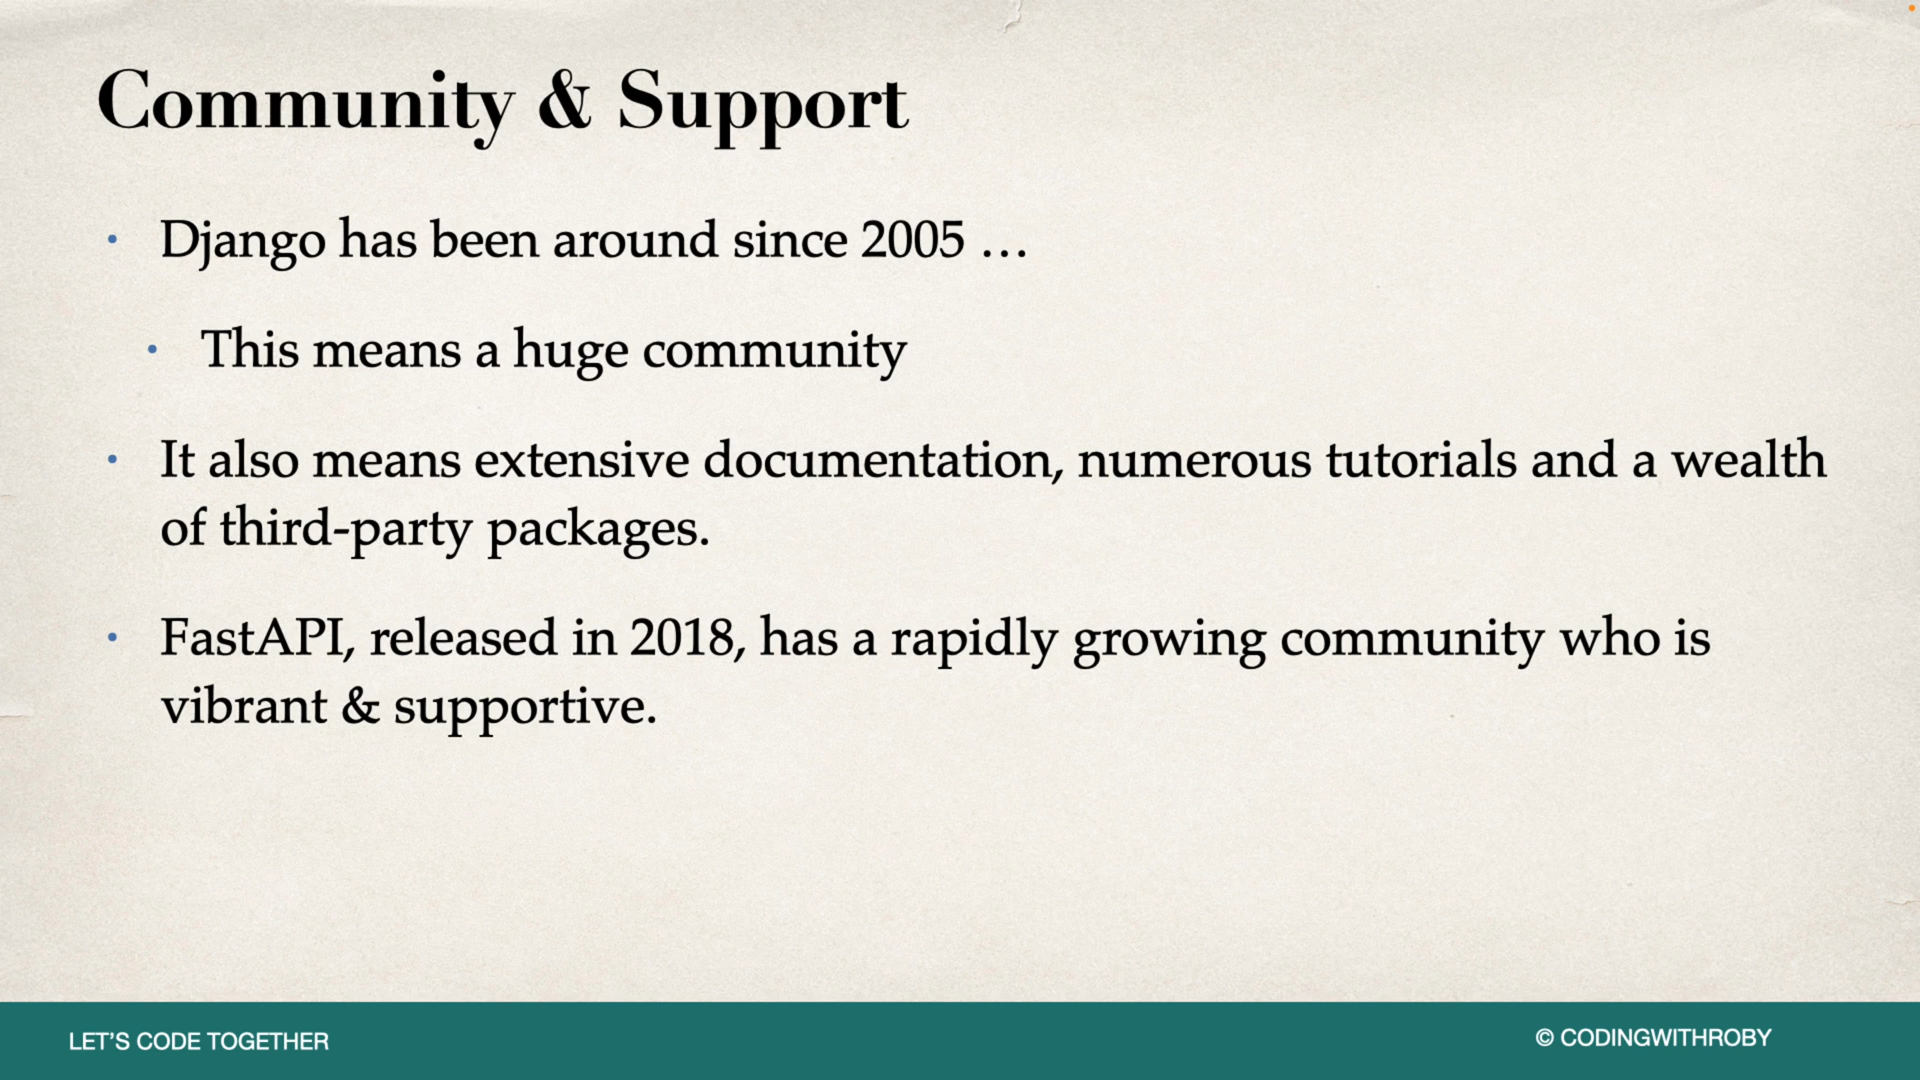 Community & Support
• Django has been around since 2005 …
• This means a huge community
• It also means extensive documentation, numerous tutorials and a wealth
of third-party packages.
• FastAPI, released in 2018, has a rapidly growing community who is
vibrant & supportive.
LET’S CODE TOGETHER
© CODINGWITHROBY